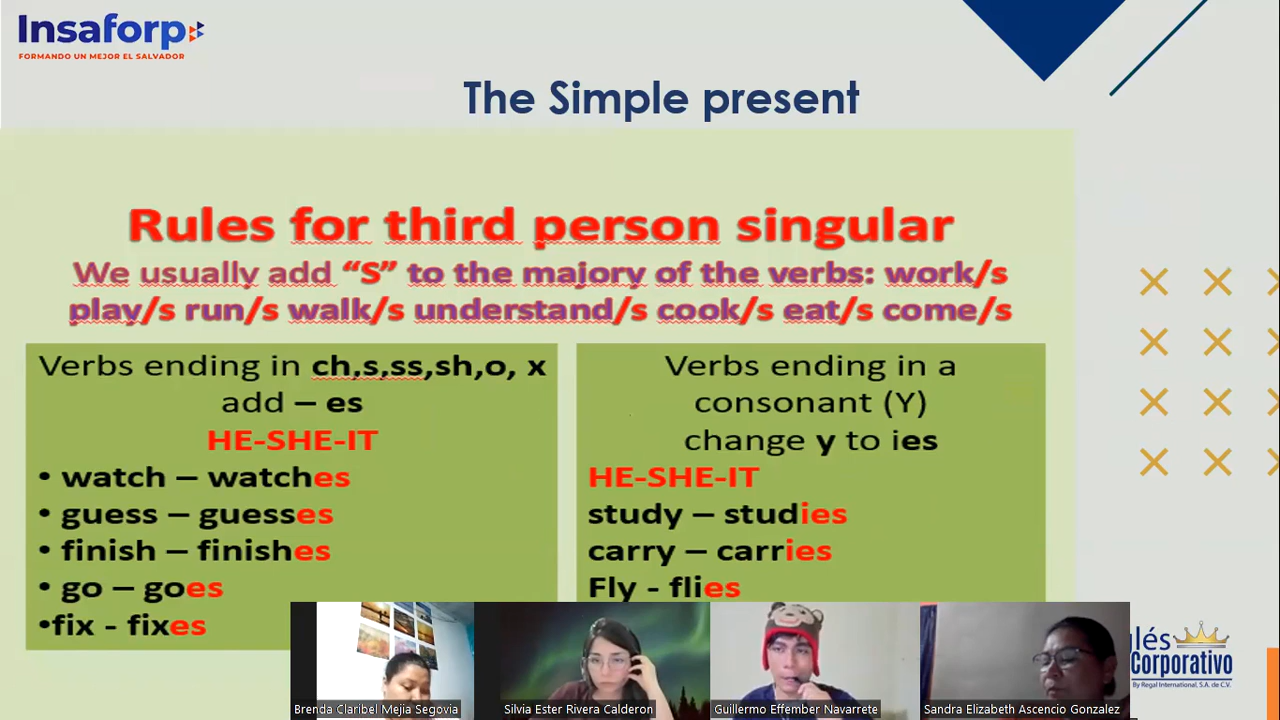 Insaforp
FORMANDO UN MEJOR EL SALVADOR
The Simple present
Rules for third person singular
We usually add “S” to the majory of the verbs: work/s
play/s run/s walk/s understand/s cook/s eat/s come/s
Verbs ending in ch,s,ss,sh,o, x
add – es
HE-SHE-IT
• watch – watches
• guess – guesses
• finish – finishes
• go – goes
•fix - fixes
Verbs ending in a
consonant (Y)
change y to ies
HE-SHE-IT
study – studies
carry – carries
Fly - flies
lés
Corporativo
By Regal International, S.A. de C.V.
Brenda Claribel Mejia Segovia
Silvia Ester Rivera Calderon
Guillermo Effember Navarrete
Sandra Elizabeth Ascencio Gonzalez